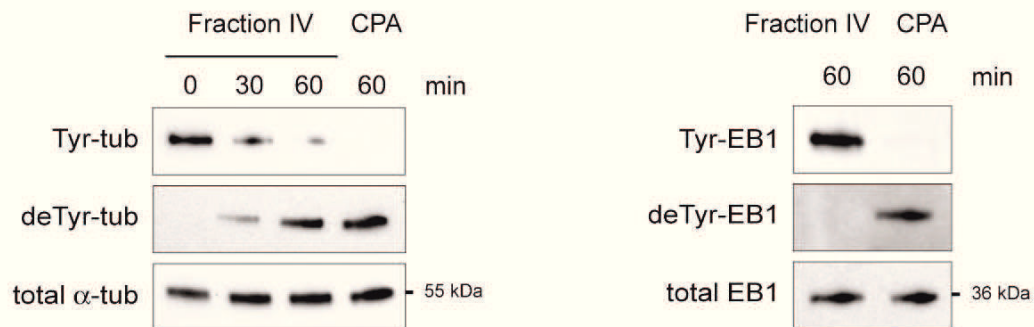 Fraction IV CPA
0 30 60 60 min
Tyr-tub
deTyr-tub
total α-tub 55 kDa
Fraction IV CPA
60 60 min
Tyr-EB1
deTyr-EB1
total EB1 36 kDa